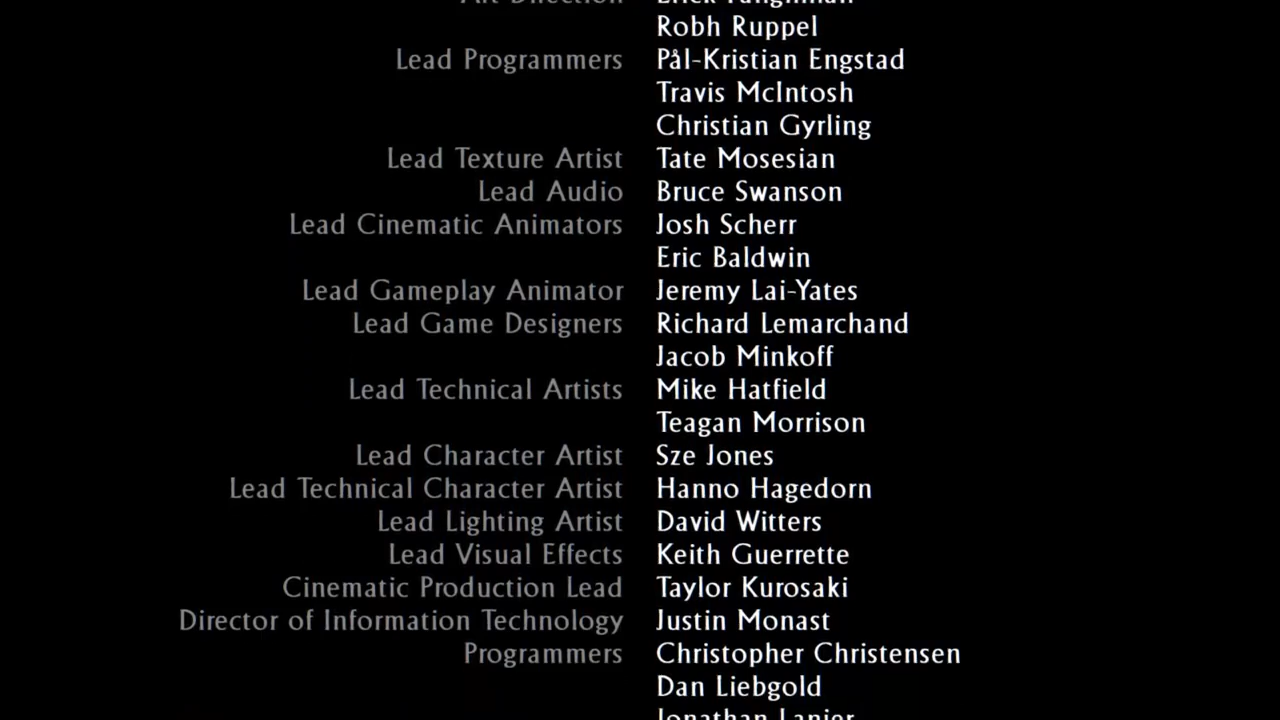 Robh Ruppel
Lead Programmers Pål-Kristian Engstad
Travis McIntosh
Christian Gyrling
Lead Texture Artist Tate Mosesian
Lead Audio Bruce Swanson
Lead Cinematic Animators Josh Scherr
Eric Baldwin
Lead Gameplay Animator Jeremy Lai-Yates
Lead Game Designers Richard Lemarchand
Jacob Minkoff
Lead Technical Artists Mike Hatfield
Teagan Morrison
Lead Character Artist Sze Jones
Lead Technical Character Artist Hanno Hagedorn
Lead Lighting Artist David Witters
Lead Visual Effects Keith Guerrette
Cinematic Production Lead Taylor Kurosaki
Director of Information Technology Justin Monast
Programmers Christopher Christensen
Dan Liebgold
Jonathan Lanier